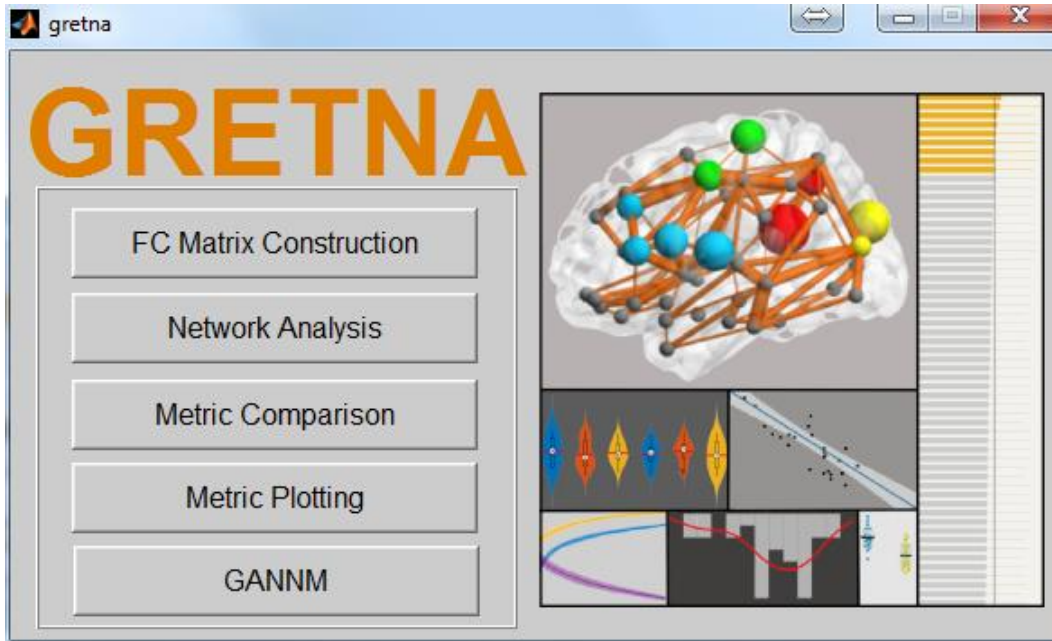 gretna
GRETNA
FC Matrix Construction
Network Analysis
Metric Comparison
Metric Plotting
GANNM